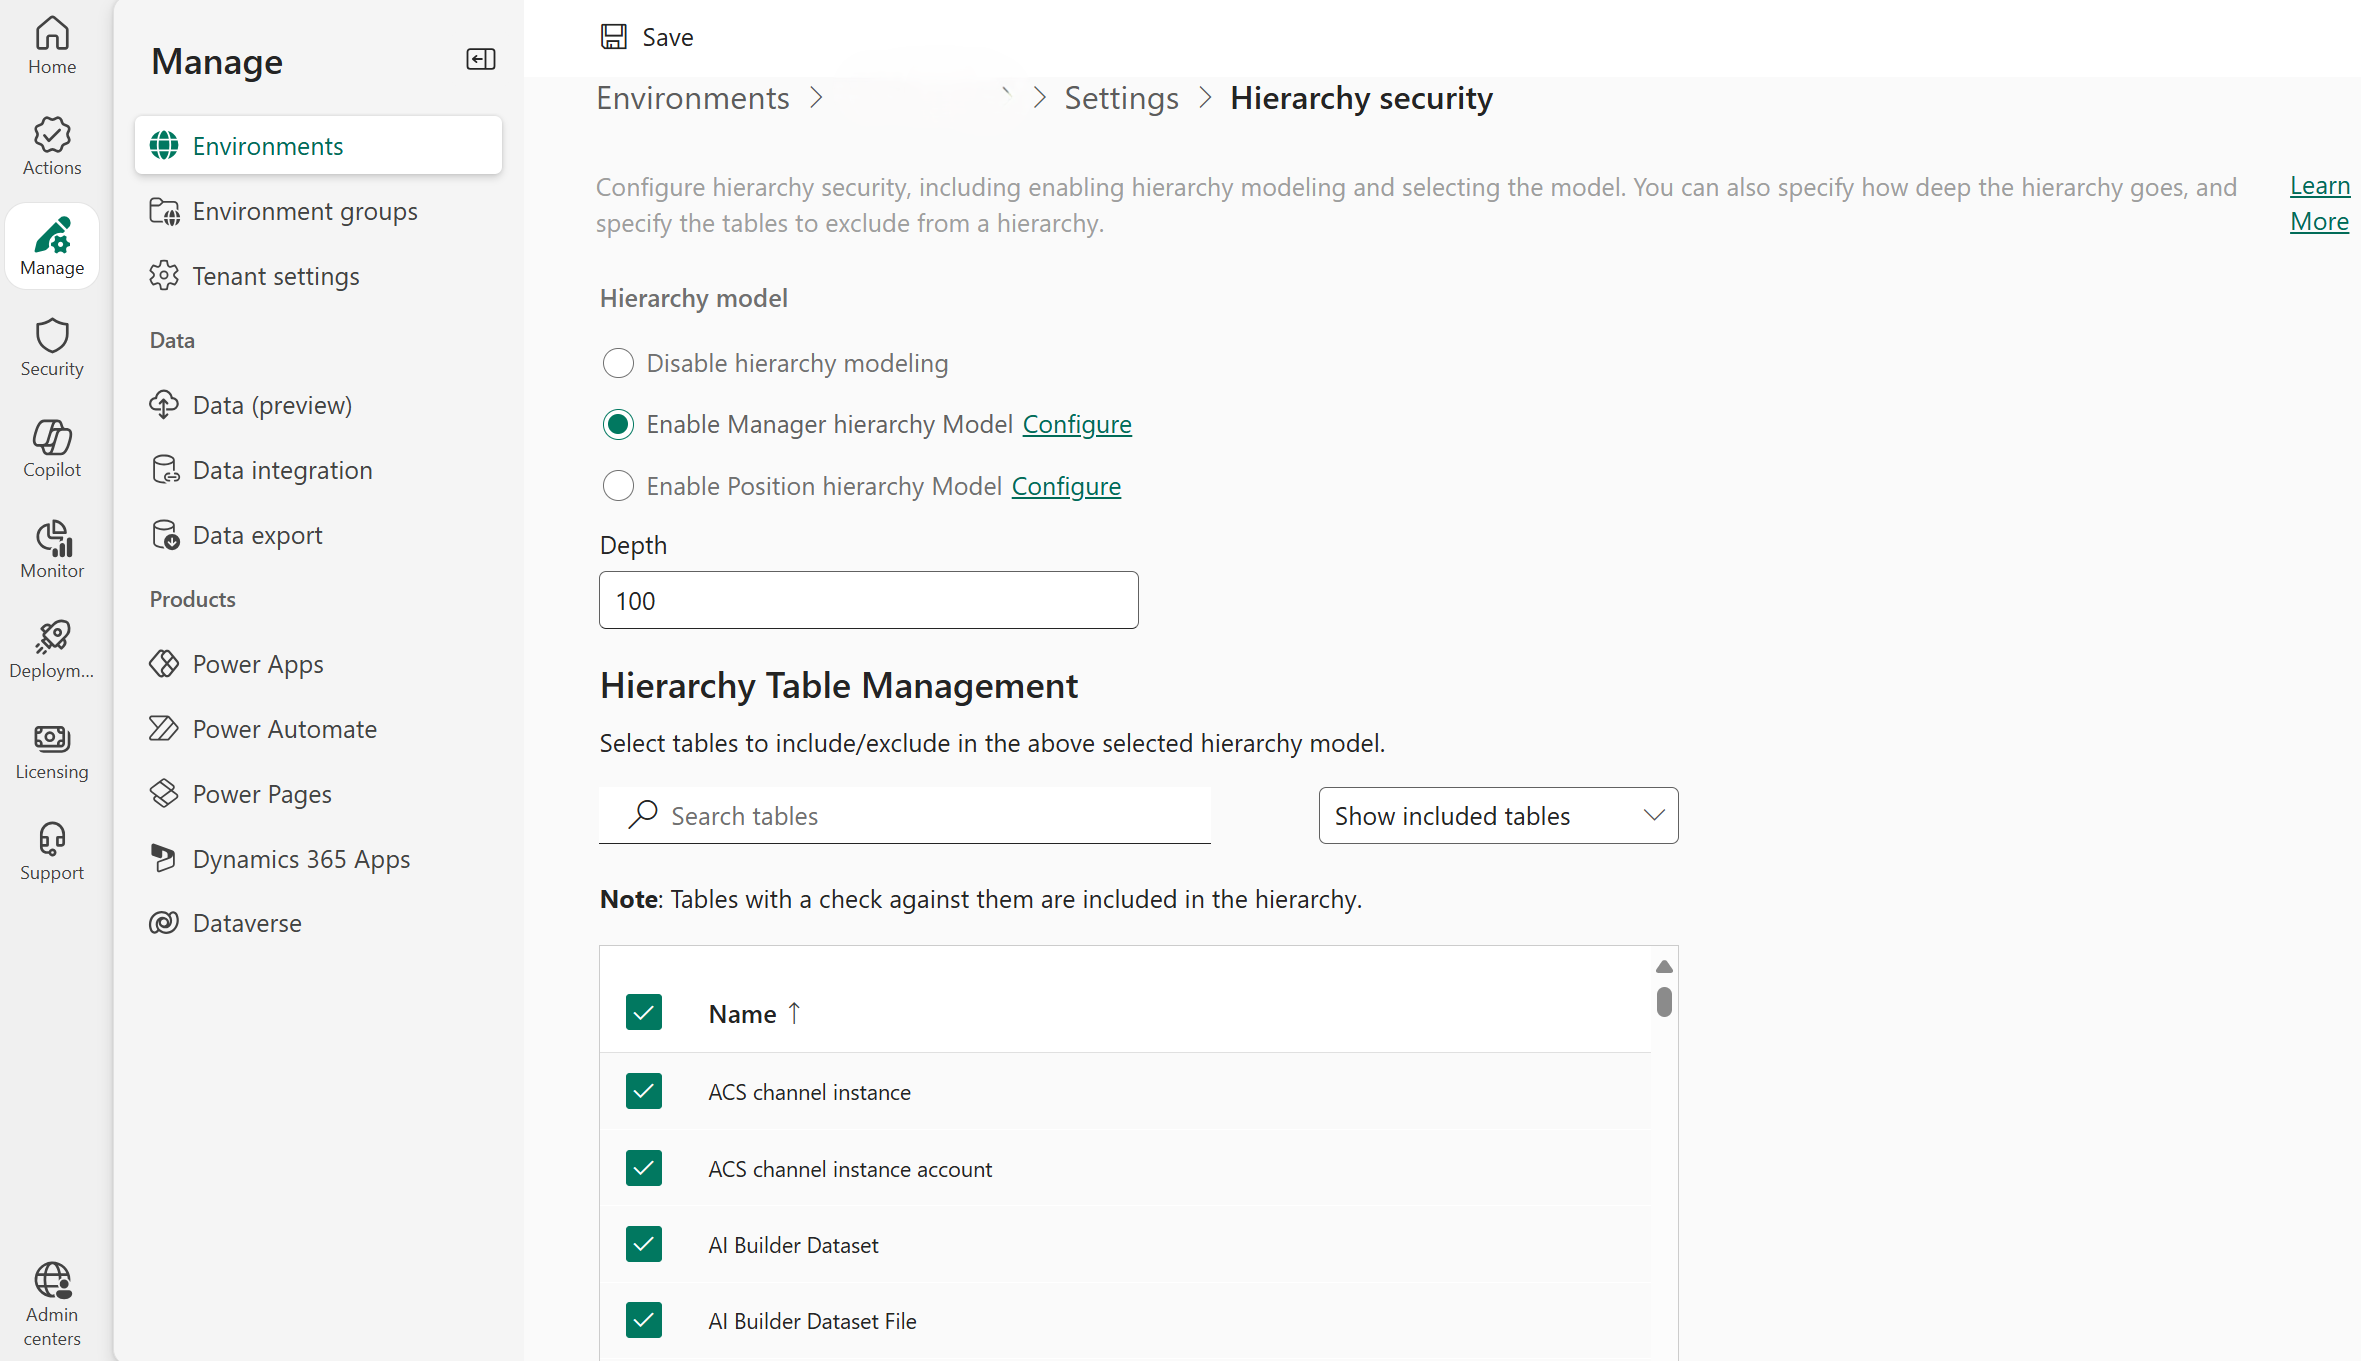 Home
Actions
Manage
Security
Copilot
Monitor
Deploym...
Licensing
Support
Admin
centers
Manage
Environments
Environment groups
Tenant settings
Data
Data (preview)
Data integration
Data export
Products
Power Apps
Power Automate
Power Pages
Dynamics 365 Apps
Dataverse
Save
Environments > > Settings > Hierarchy security
Configure hierarchy security, including enabling hierarchy modeling and selecting the model. You can also specify how deep the hierarchy goes, and
specify the tables to exclude from a hierarchy.
Learn
More
Hierarchy model
Disable hierarchy modeling
Enable Manager hierarchy Model Configure
Enable Position hierarchy Model Configure
Depth
100
Hierarchy Table Management
Select tables to include/exclude in the above selected hierarchy model.
Search tables
Show included tables
Note: Tables with a check against them are included in the hierarchy.
Name ↑
ACS channel instance
ACS channel instance account
AI Builder Dataset
AI Builder Dataset File